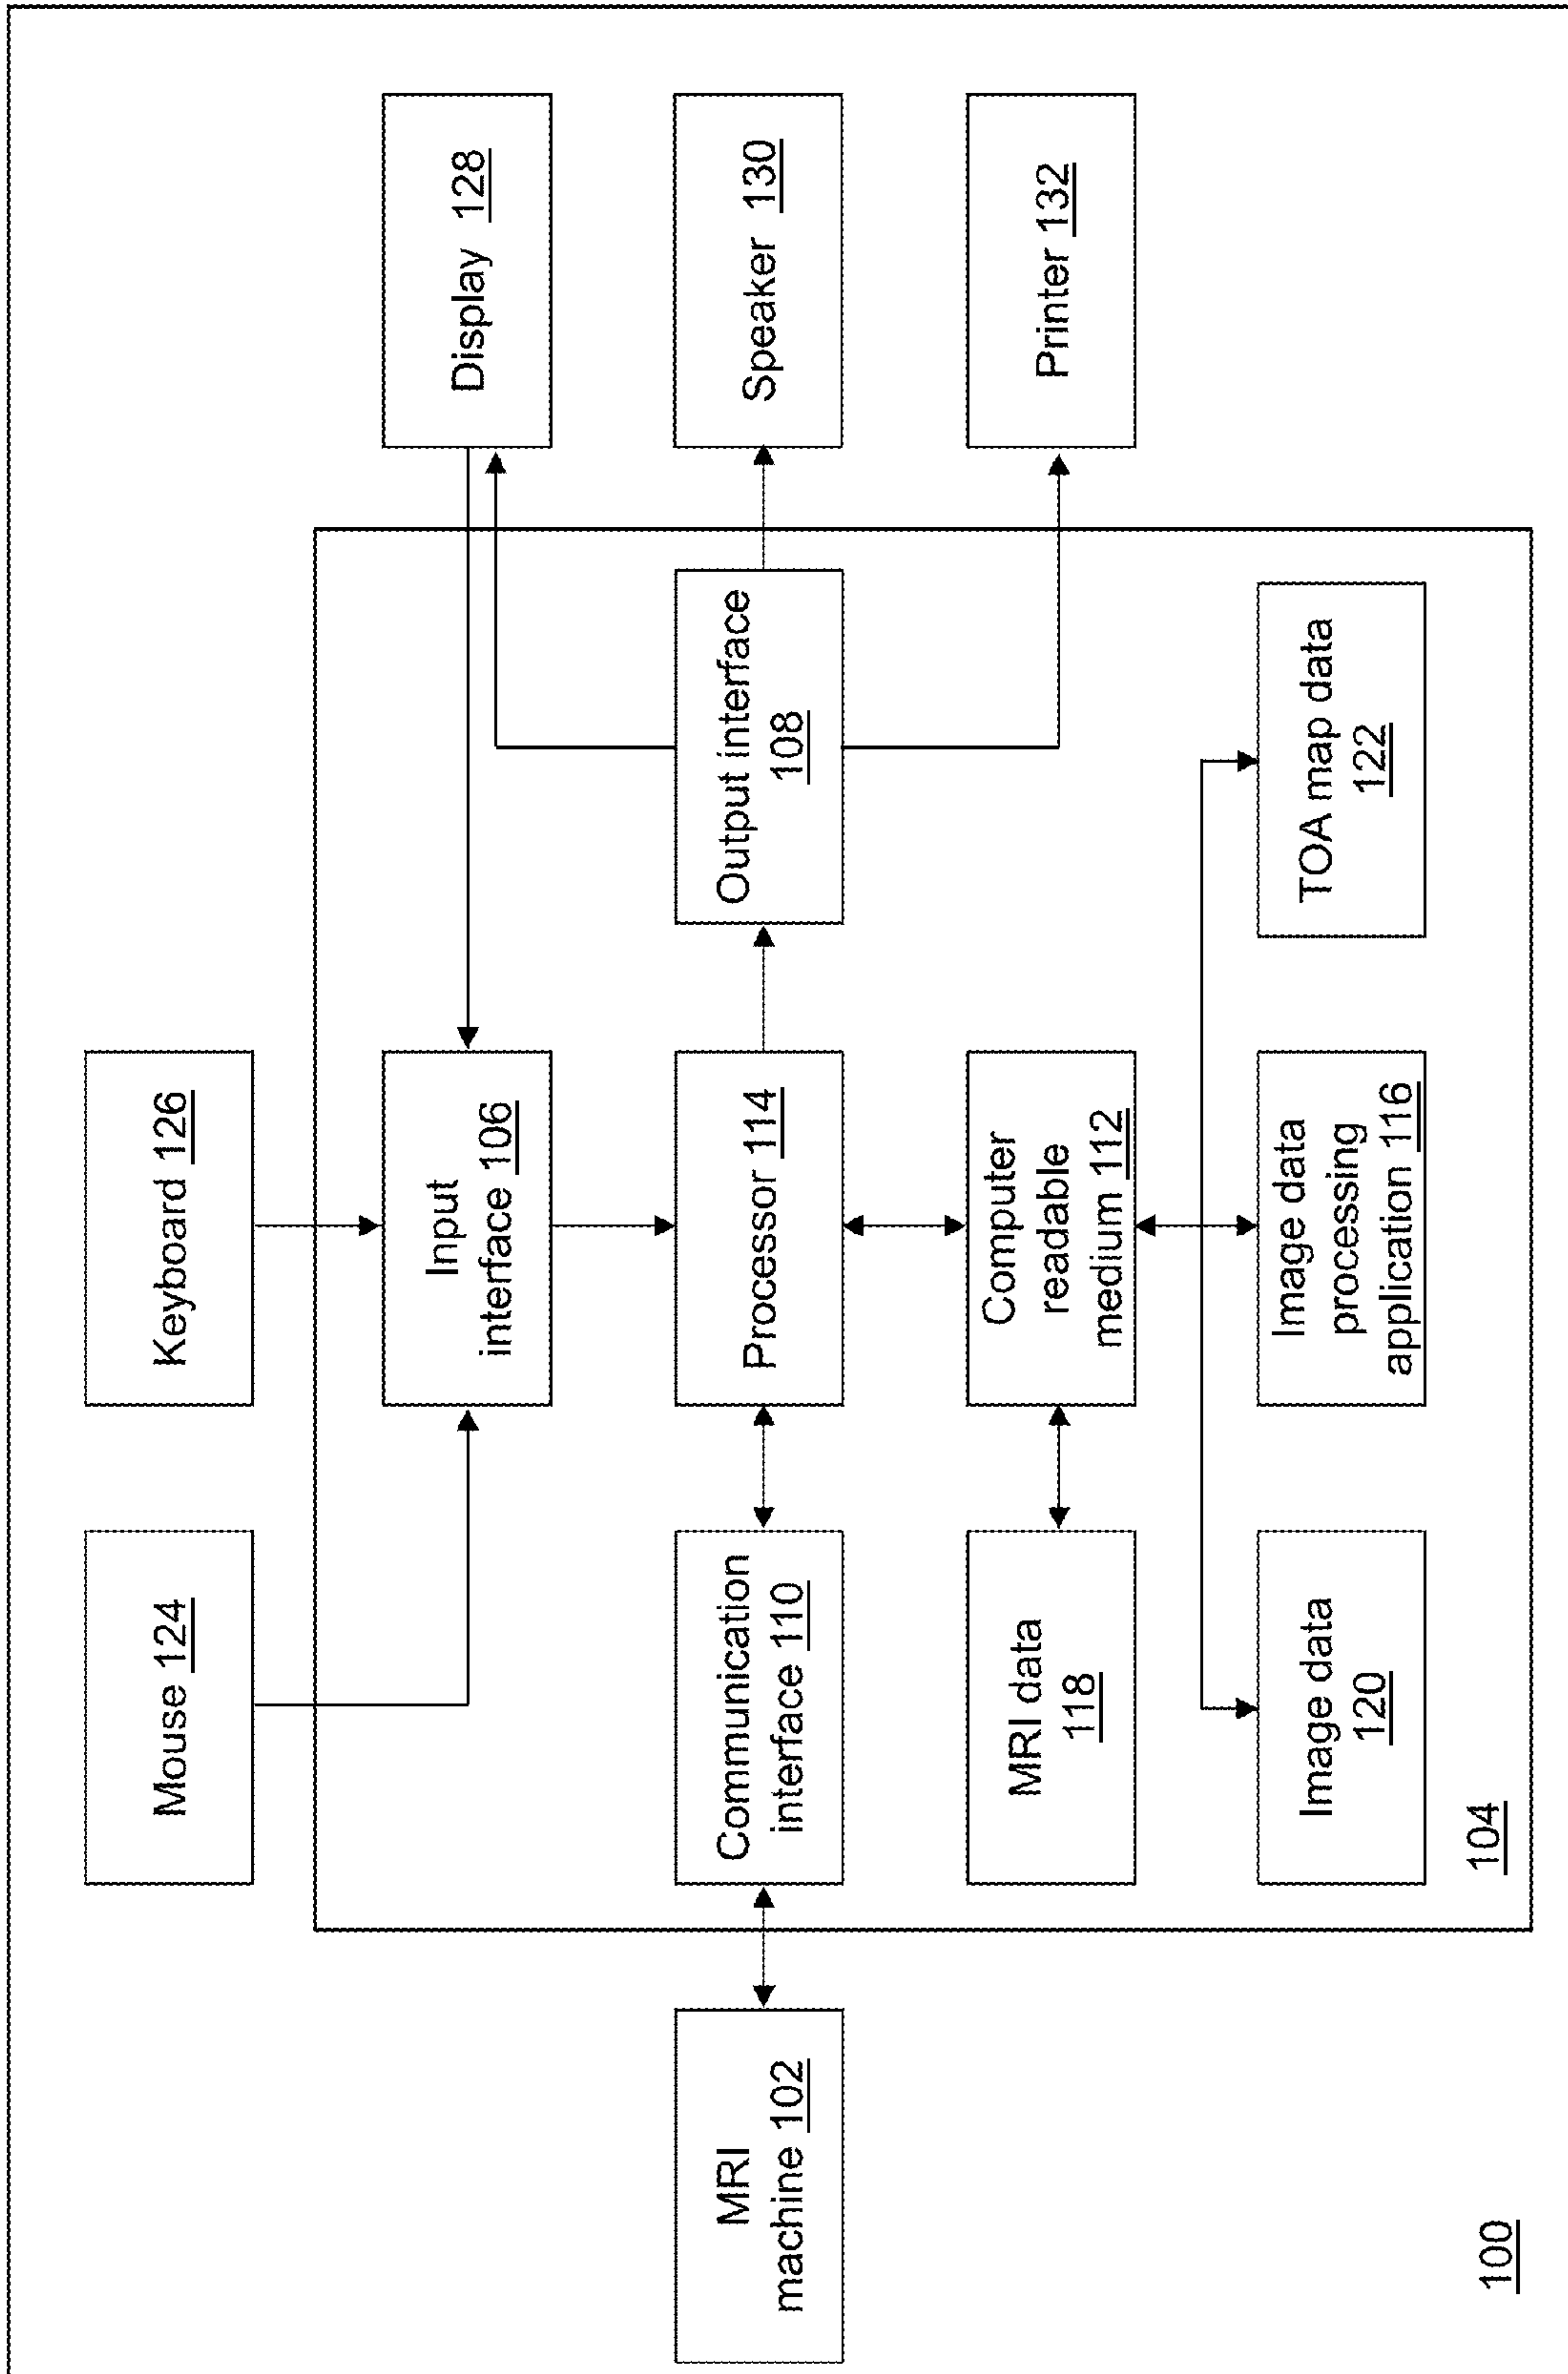 Mouse 124
Keyboard 126
Display 128
Input
interface 106
MRI
machine 102
Communication
interface 110
Processor 114
Output interface
108
Speaker 130
MRI data
118
Computer
readable
medium 112
Printer 132
Image data
120
Image data
processing
application 116
TOA map data
122
104
100